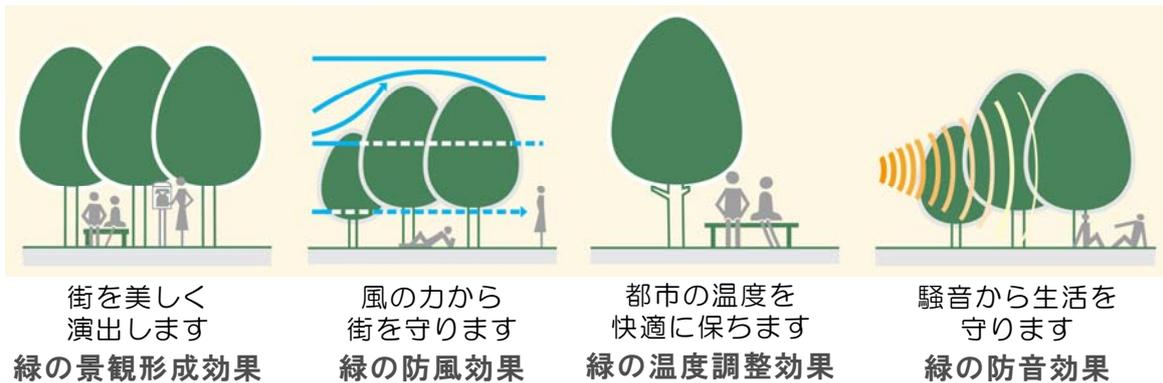 街を美しく
演出します
緑の景観形成効果
風の力から
街を守ります
緑の防風効果
都市の温度を
快適に保ちます
緑の温度調整効果
騒音から生活を
守ります
緑の防音効果